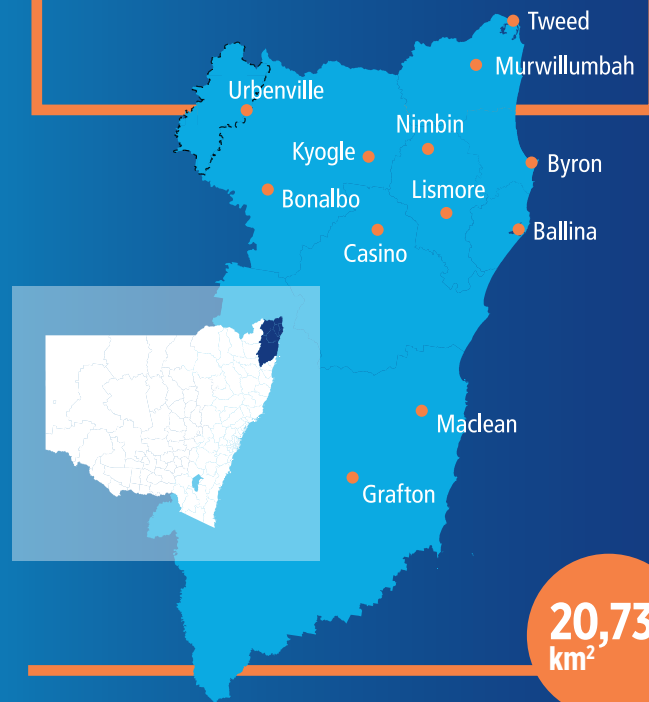 Tweed
Murwillumbah
Urbenville
Nimbin
Kyogle
Byron
Bonalbo
Lismore
Ballina
Casino
Maclean
Grafton
20,73
km²